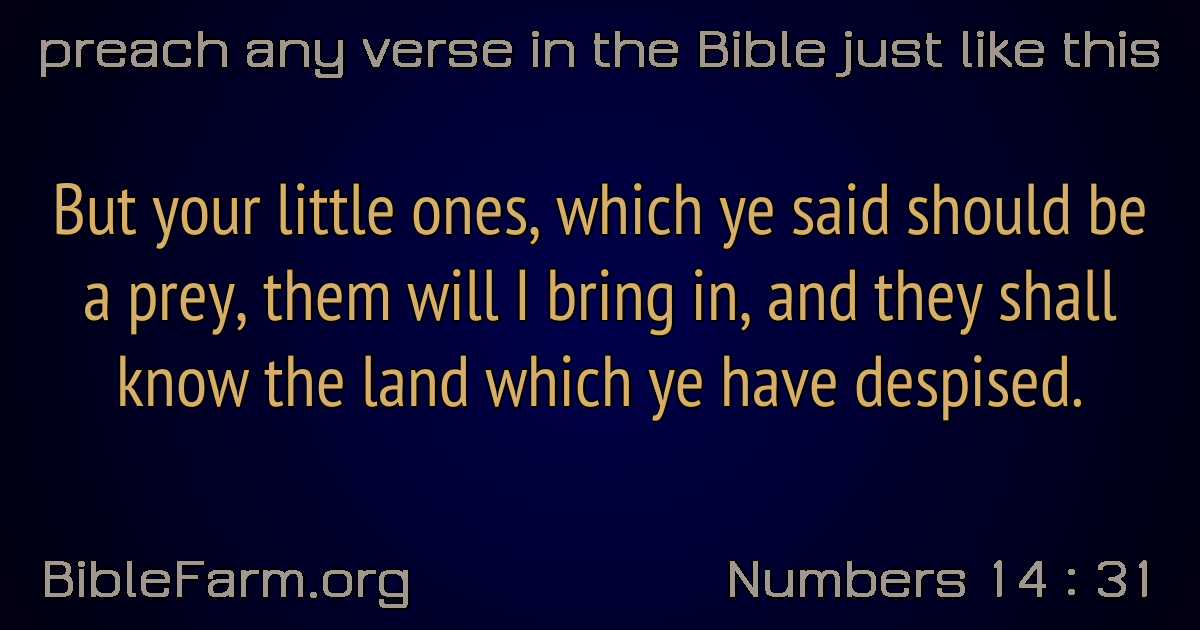 preach any verse in the Bible just like this
But your little ones, which ye said should be
a prey, them will I bring in, and they shall
know the land which ye have despised.
BibleFarm.org
Numbers 14 : 31